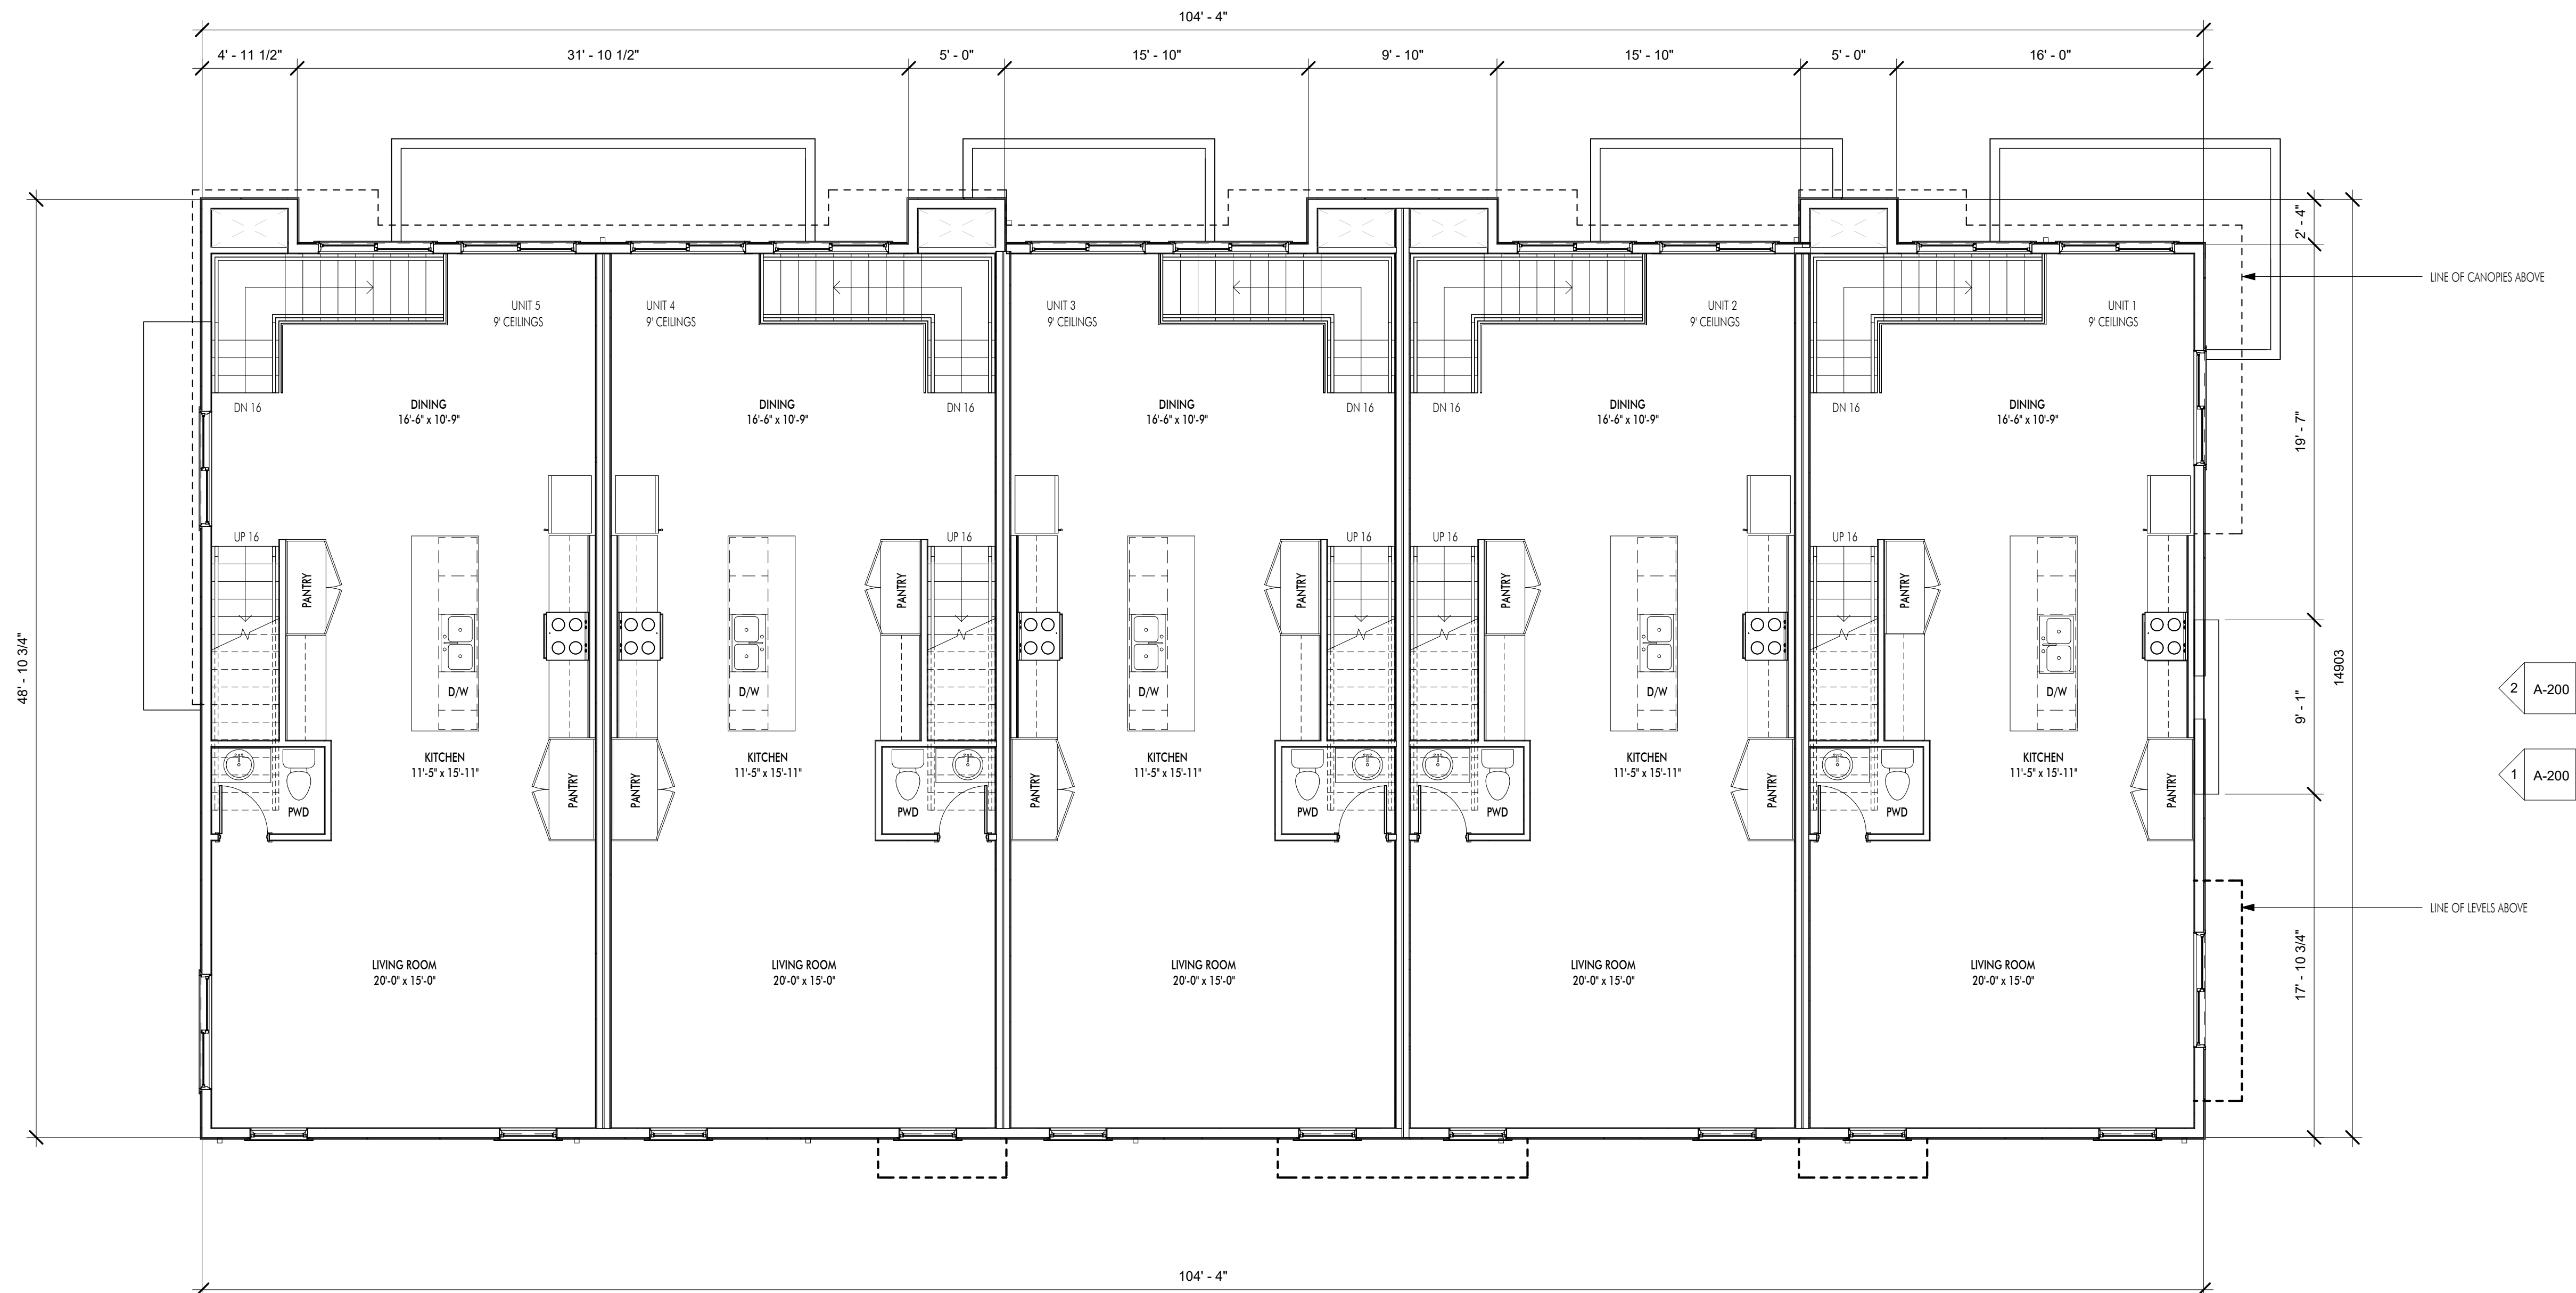 104' - 4"
4' - 11 1/2"
31' - 10 1/2"
5' - 0"
15' - 10"
9' - 10"
15' - 10"
5' - 0"
16' - 0"
2' - 4"
LINE OF CANOPIES ABOVE
UNIT 5
9' CEILINGS
UNIT 4
9' CEILINGS
UNIT 3
9' CEILINGS
UNIT 2
9' CEILINGS
UNIT 1
9' CEILINGS
DN 16
DINING
16'-6" x 10'-9"
DINING
16'-6" x 10'-9"
DN 16
DINING
16'-6" x 10'-9"
DN 16
DN 16
DINING
16'-6" x 10'-9"
DN 16
DINING
16'-6" x 10'-9"
19' - 7"
UP 16
UP 16
UP 16
UP 16
UP 16
PANTRY
PANTRY
PANTRY
PANTRY
PANTRY
48' - 10 3/4"
D/W
D/W
D/W
D/W
D/W
9' - 1"
14903
2
A-200
1
A-200
KITCHEN
11'-5" x 15'-11"
KITCHEN
11'-5" x 15'-11"
KITCHEN
11'-5" x 15'-11"
KITCHEN
11'-5" x 15'-11"
KITCHEN
11'-5" x 15'-11"
PANTRY
PANTRY
PANTRY
PANTRY
PANTRY
PWD
PWD
PWD
PWD
PWD
LINE OF LEVELS ABOVE
LIVING ROOM
20'-0" x 15'-0"
LIVING ROOM
20'-0" x 15'-0"
LIVING ROOM
20'-0" x 15'-0"
LIVING ROOM
20'-0" x 15'-0"
LIVING ROOM
20'-0" x 15'-0"
17' - 10 3/4"
104' - 4"